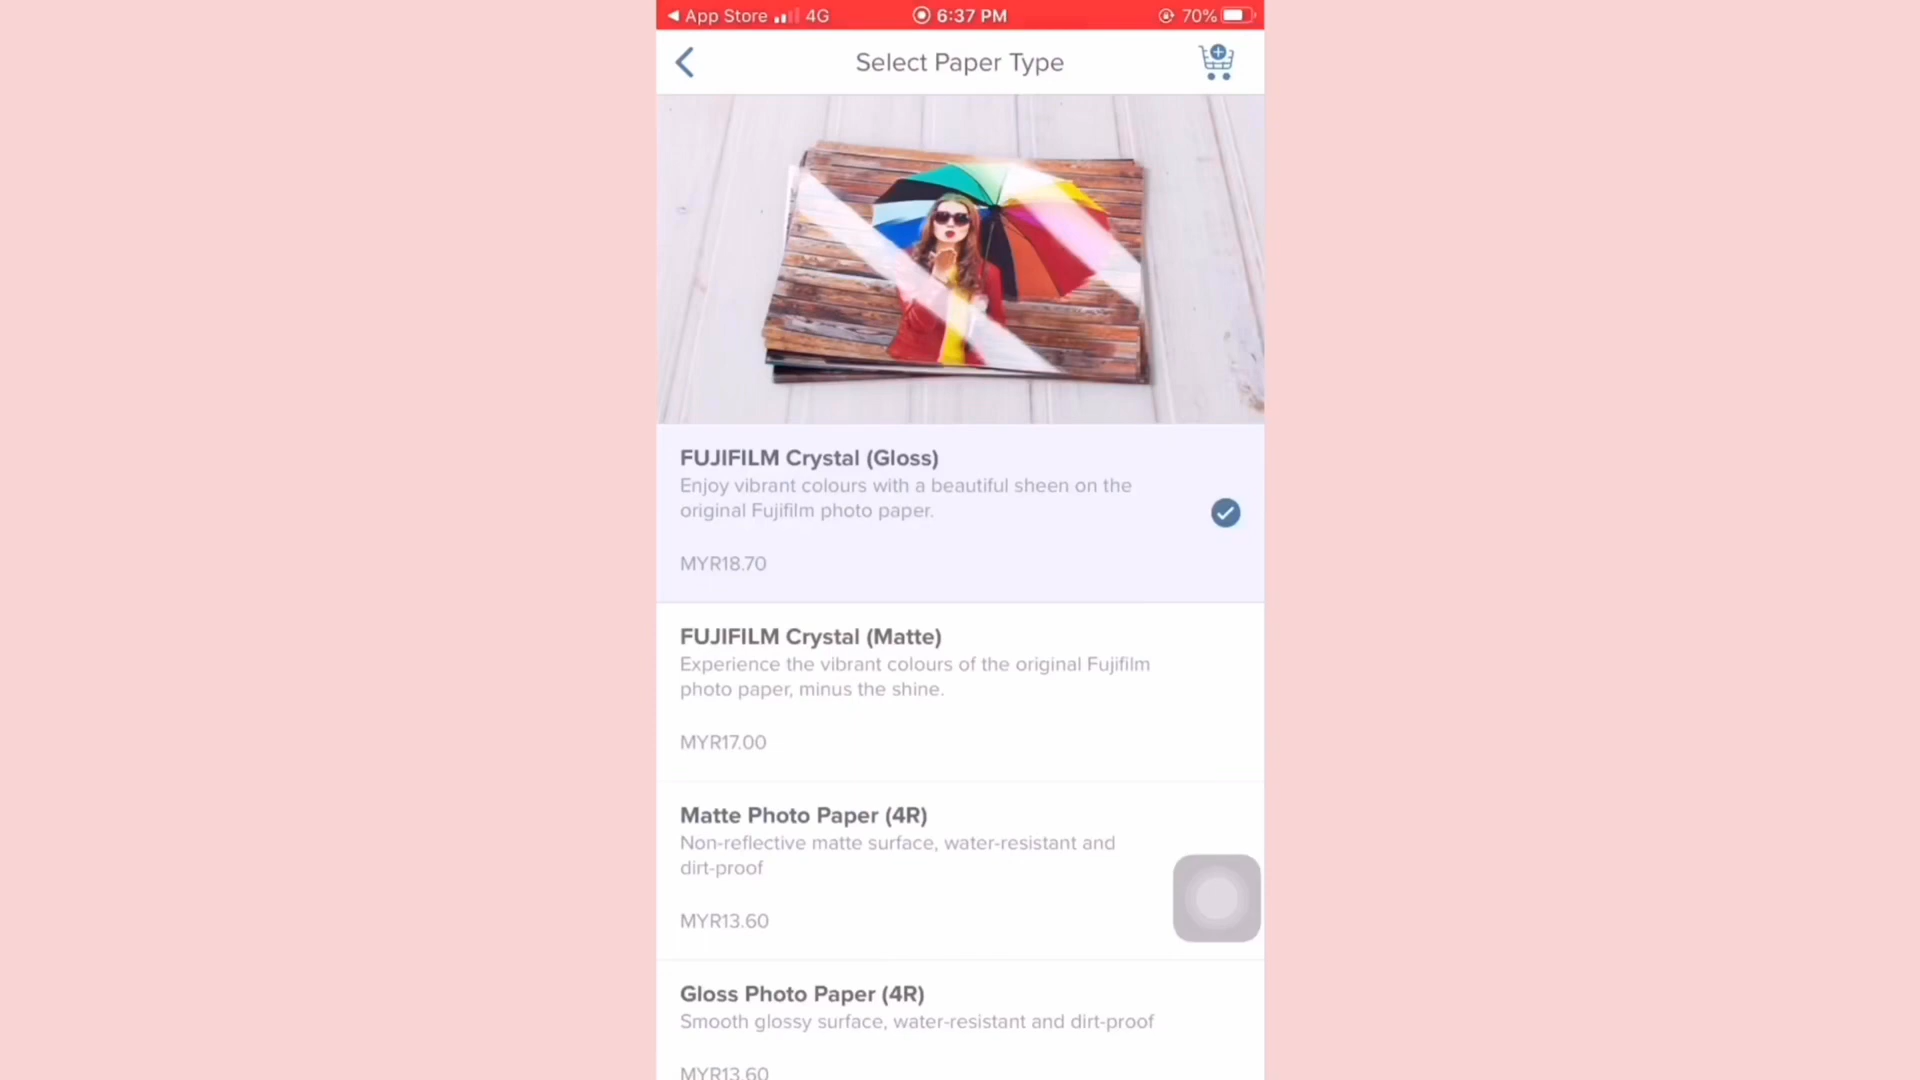 App Store 4G 6:37 PM 70%
Select Paper Type
FUJIFILM Crystal (Gloss)
Enjoy vibrant colours with a beautiful sheen on the
original Fujifilm photo paper.
MYR18.70
FUJIFILM Crystal (Matte)
Experience the vibrant colours of the original Fujifilm
photo paper, minus the shine.
MYR17.00
Matte Photo Paper (4R)
Non-reflective matte surface, water-resistant and
dirt-proof
MYR13.60
Gloss Photo Paper (4R)
Smooth glossy surface, water-resistant and dirt-proof
MYR13.60